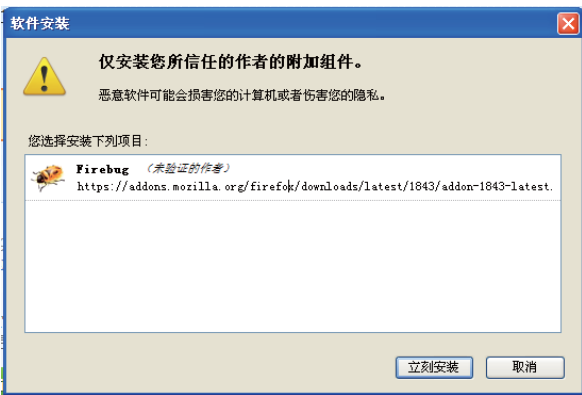 软件安装
仅安装您所信任的作者的附加组件。
恶意软件可能会损害您的计算机或者伤害您的隐私。
您选择安装下列项目:
Firebug （未验证的作者）
https://addons.mozilla.org/firefox/downloads/latest/1843/addon-1843-latest.
立刻安装 取消